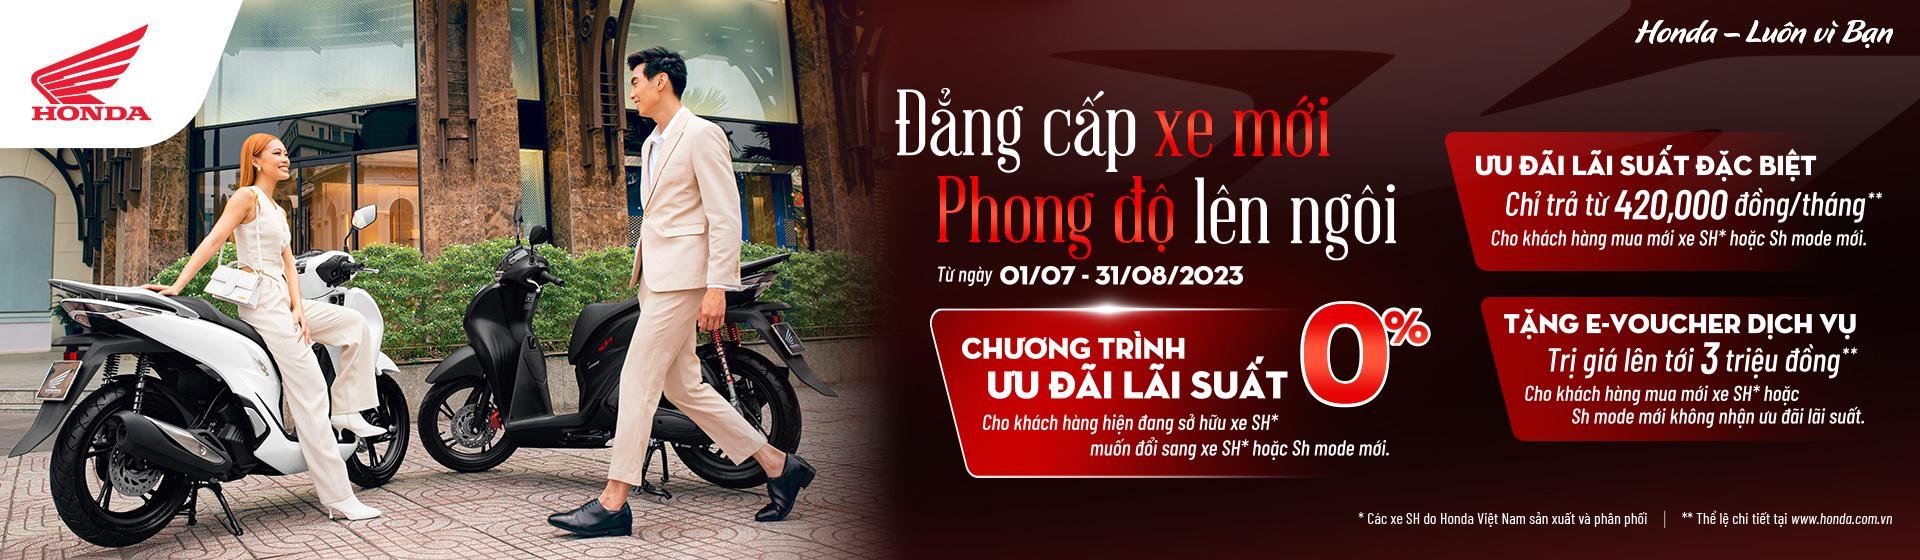 HONDA
Honda – Luôn vì Bạn
Đẳng cấp xe mới
Phong độ lên ngôi
Từ ngày 01/07 - 31/08/2023
CHƯƠNG TRÌNH
ƯU ĐÃI LÃI SUẤT 0%
Cho khách hàng hiện đang sở hữu xe SH*
muốn đổi sang xe SH* hoặc Sh mode mới.
ƯU ĐÃI LÃI SUẤT ĐẶC BIỆT
Chỉ trả từ 420,000 đồng/tháng**
Cho khách hàng mua mới xe SH* hoặc Sh mode mới.
TẶNG E-VOUCHER DỊCH VỤ
Trị giá lên tới 3 triệu đồng**
Cho khách hàng mua mới xe SH* hoặc
Sh mode mới không nhận ưu đãi lãi suất.
* Các xe SH do Honda Việt Nam sản xuất và phân phối | ** Thể lệ chi tiết tại www.honda.com.vn